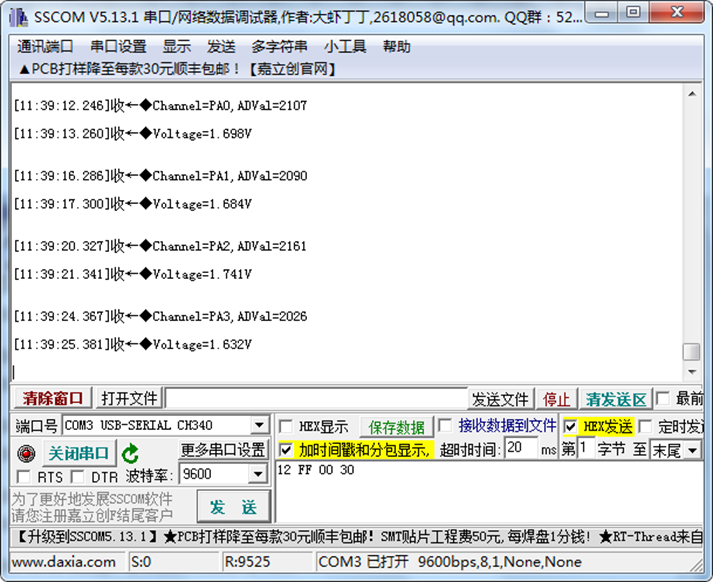 SSCOM V5.13.1 串口/网络数据调试器,作者:大虾丁丁,2618058@qq.com. QQ群：52...
通讯端口 串口设置 显示 发送 多字符串 小工具 帮助
▲PCB打样降至每款30元顺丰包邮！【嘉立创官网】
[11:39:12.246]收←◆Channel=PA0,ADVal=2107
[11:39:13.260]收←◆Voltage=1.698V
[11:39:16.286]收←◆Channel=PA1,ADVal=2090
[11:39:17.300]收←◆Voltage=1.684V
[11:39:20.327]收←◆Channel=PA2,ADVal=2161
[11:39:21.341]收←◆Voltage=1.741V
[11:39:24.367]收←◆Channel=PA3,ADVal=2026
[11:39:25.381]收←◆Voltage=1.632V
清除窗口 打开文件 发送文件 停止 清发送区 最前
端口号 COM3 USB-SERIAL CH340 HEX显示 保存数据 接收数据到文件 HEX发送 定时发送
关闭串口 更多串口设置 加时间戳和分包显示, 超时时间: 20 ms 第1 字节 至 末尾
RTS DTR 波特率: 9600 12 FF 00 30
为了更好地发展SSCOM软件
请您注册嘉立创F结尾客户
发 送
【升级到SSCOM5.13.1】★PCB打样降至每款30元顺丰包邮! SMT贴片工程费50元, 每焊盘1分钱! ★RT-Thread来自
www.daxia.com S:0 R:9525 COM3 已打开 9600bps,8,1,None,None